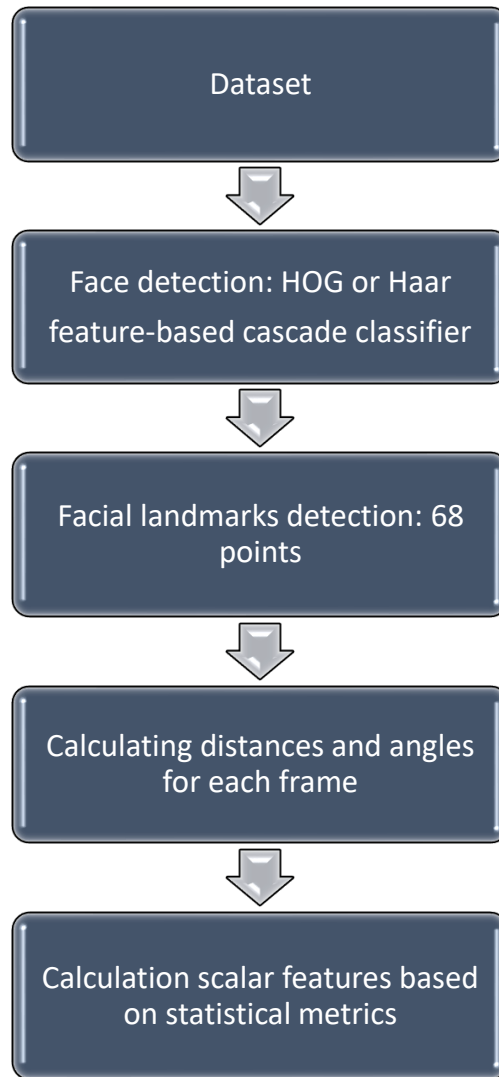 Dataset
Face detection: HOG or Haar
feature-based cascade classifier
Facial landmarks detection: 68
points
Calculating distances and angles
for each frame
Calculation scalar features based
on statistical metrics